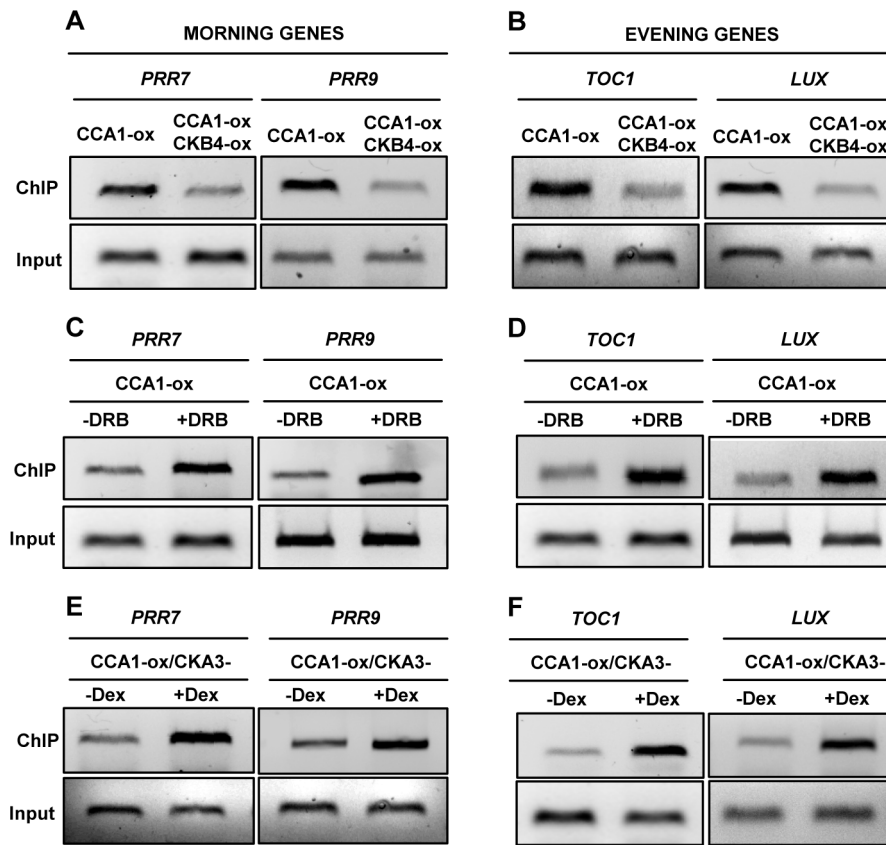 A
MORNING GENES
PRR7 PRR9
CCA1-ox CCA1-ox CKB4-ox CCA1-ox CCA1-ox CKB4-ox
ChIP
Input
B
EVENING GENES
TOC1 LUX
CCA1-ox CCA1-ox CKB4-ox CCA1-ox CCA1-ox CKB4-ox
C
PRR7 PRR9
CCA1-ox CCA1-ox
-DRB +DRB -DRB +DRB
ChIP
Input
D
TOC1 LUX
CCA1-ox CCA1-ox
-DRB +DRB -DRB +DRB
E
PRR7 PRR9
CCA1-ox/CKA3- CCA1-ox/CKA3-
-Dex +Dex -Dex +Dex
ChIP
Input
F
TOC1 LUX
CCA1-ox/CKA3- CCA1-ox/CKA3-
-Dex +Dex -Dex +Dex